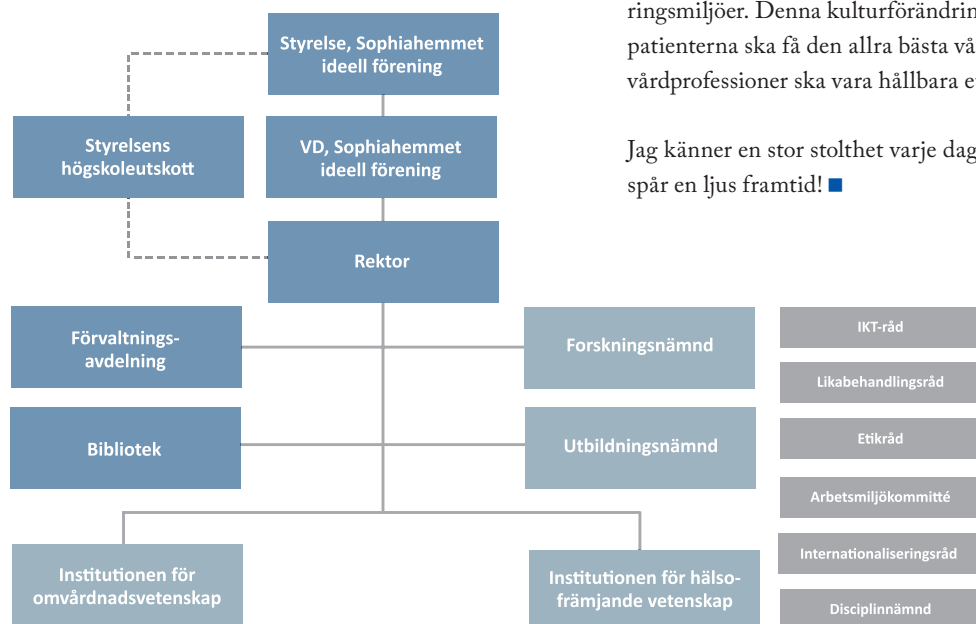 ringsmiljöer. Denna kulturförändrin
patienterna ska få den allra bästa vå
vårdprofessioner ska vara hållbara e
Jag känner en stor stolthet varje dag
spår en ljus framtid!
Styrelse, Sophiahemmet
ideell förening
Styrelsens
högskoleutskott
VD, Sophiahemmet
ideell förening
Rektor
Förvaltnings-
avdelning
Forskningsnämnd
Bibliotek
Utbildningsnämnd
Institutionen för
omvårdnadsvetenskap
Institutionen för hälso-
främjande vetenskap
IKT-råd
Likabehandlingsråd
Etikråd
Arbetsmiljökommitté
Internationaliseringsråd
Disciplinnämnd